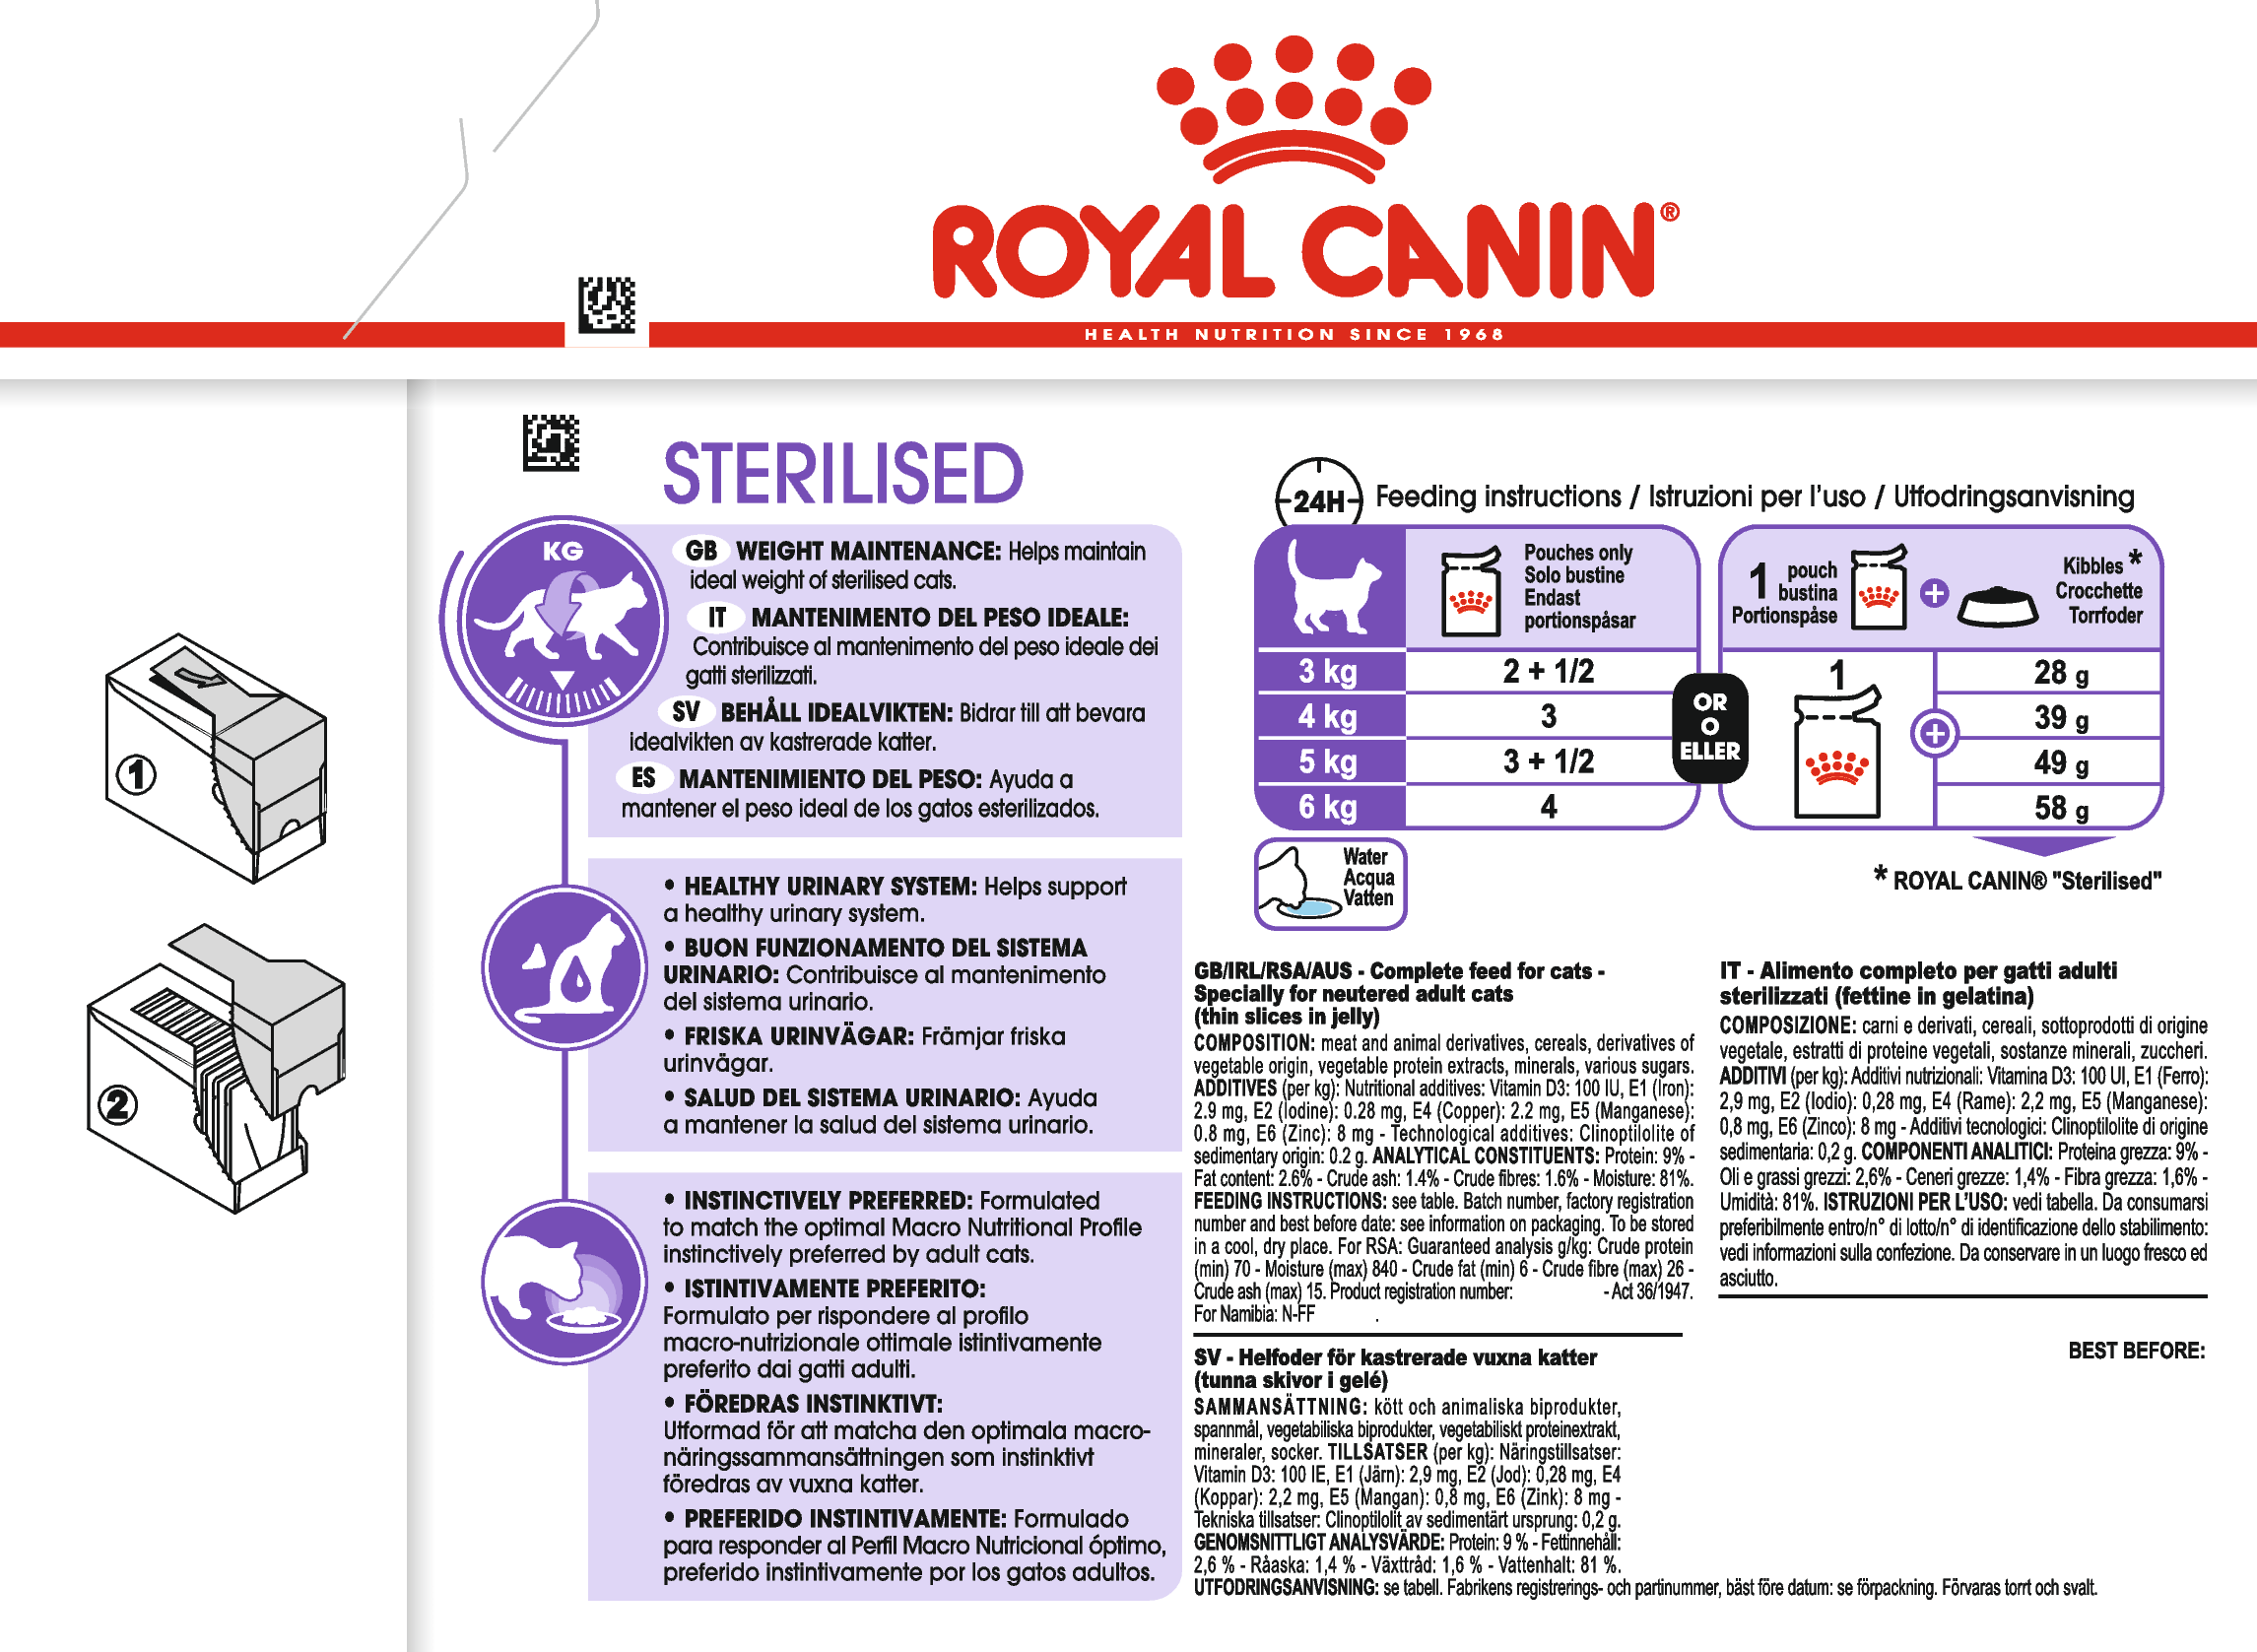 ROYAL CANIN®
HEALTH NUTRITION SINCE 1968
STERILISED
KG
GB WEIGHT MAINTENANCE: Helps maintain
ideal weight of sterilised cats.
IT MANTENIMENTO DEL PESO IDEALE:
Contribuisce al mantenimento del peso ideale dei
gatti sterilizzati.
SV BEHÅLL IDEALVIKTEN: Bidrar till att bevara
idealvikten av kastrerade katter.
ES MANTENIMIENTO DEL PESO: Ayuda a
mantener el peso ideal de los gatos esterilizados.
• HEALTHY URINARY SYSTEM: Helps support
a healthy urinary system.
• BUON FUNZIONAMENTO DEL SISTEMA
URINARIO: Contribuisce al mantenimento
del sistema urinario.
• FRISKA URINVÄGAR: Främjar friska
urinvägar.
• SALUD DEL SISTEMA URINARIO: Ayuda
a mantener la salud del sistema urinario.
• INSTINCTIVELY PREFERRED: Formulated
to match the optimal Macro Nutritional Profile
instinctively preferred by adult cats.
• ISTINTIVAMENTE PREFERITO:
Formulato per rispondere al profilo
macro-nutrizionale ottimale istintivamente
preferito dai gatti adulti.
• FÖREDRAS INSTINKTIVT:
Utformad för att matcha den optimala macro-
näringssammansättningen som instinktivt
föredras av vuxna katter.
• PREFERIDO INSTINTIVAMENTE: Formulado
para responder al Perfil Macro Nutricional óptimo,
preferido instintivamente por los gatos adultos.
1
2
24H Feeding instructions / Istruzioni per l'uso / Utfodringsanvisning
Pouches only
Solo bustine
Endast
portionspåsar
1 pouch
bustina
Portionspåse
+
Kibbles *
Crocchette
Torrfoder
3 kg 2 + 1/2
4 kg 3
5 kg 3 + 1/2
6 kg 4
OR
O
ELLER
1
+
28 g
39 g
49 g
58 g
Water
Acqua
Vatten
* ROYAL CANIN® "Sterilised"
GB/IRL/RSA/AUS - Complete feed for cats -
Specially for neutered adult cats
(thin slices in jelly)
COMPOSITION: meat and animal derivatives, cereals, derivatives of
vegetable origin, vegetable protein extracts, minerals, various sugars.
ADDITIVES (per kg): Nutritional additives: Vitamin D3: 100 IU, E1 (Iron):
2.9 mg, E2 (Iodine): 0.28 mg, E4 (Copper): 2.2 mg, E5 (Manganese):
0.8 mg, E6 (Zinc): 8 mg - Technological additives: Clinoptilolite of
sedimentary origin: 0.2 g. ANALYTICAL CONSTITUENTS: Protein: 9% -
Fat content: 2.6% - Crude ash: 1.4% - Crude fibres: 1.6% - Moisture: 81%.
FEEDING INSTRUCTIONS: see table. Batch number, factory registration
number and best before date: see information on packaging. To be stored
in a cool, dry place. For RSA: Guaranteed analysis g/kg: Crude protein
(min) 70 - Moisture (max) 840 - Crude fat (min) 6 - Crude fibre (max) 26 -
Crude ash (max) 15. Product registration number: - Act 36/1947.
For Namibia: N-FF .
IT - Alimento completo per gatti adulti
sterilizzati (fettine in gelatina)
COMPOSIZIONE: carni e derivati, cereali, sottoprodotti di origine
vegetale, estratti di proteine vegetali, sostanze minerali, zuccheri.
ADDITIVI (per kg): Additivi nutrizionali: Vitamina D3: 100 UI, E1 (Ferro):
2,9 mg, E2 (Iodio): 0,28 mg, E4 (Rame): 2,2 mg, E5 (Manganese):
0,8 mg, E6 (Zinco): 8 mg - Additivi tecnologici: Clinoptilolite di origine
sedimentaria: 0,2 g. COMPONENTI ANALITICI: Proteina grezza: 9% -
Oli e grassi grezzi: 2,6% - Ceneri grezze: 1,4% - Fibra grezza: 1,6% -
Umidità: 81%. ISTRUZIONI PER L'USO: vedi tabella. Da consumarsi
preferibilmente entro/n° di lotto/n° di identificazione dello stabilimento:
vedi informazioni sulla confezione. Da conservare in un luogo fresco ed
asciutto.
BEST BEFORE:
SV - Helfoder för kastrerade vuxna katter
(tunna skivor i gelé)
SAMMANSÄTTNING: kött och animaliska biprodukter,
spannmål, vegetabiliska biprodukter, vegetabiliskt proteinextrakt,
mineraler, socker. TILLSATSER (per kg): Näringstillsatser:
Vitamin D3: 100 IE, E1 (Järn): 2,9 mg, E2 (Jod): 0,28 mg, E4
(Koppar): 2,2 mg, E5 (Mangan): 0,8 mg, E6 (Zink): 8 mg -
Tekniska tillsatser: Clinoptilolit av sedimentärt ursprung: 0,2 g.
GENOMSNITTLIGT ANALYSVÄRDE: Protein: 9 % - Fettinnehåll:
2,6 % - Råaska: 1,4 % - Växttråd: 1,6 % - Vattenhalt: 81 %.
UTFODRINGSANVISNING: se tabell. Fabrikens registrerings- och partinummer, bäst före datum: se förpackning. Förvaras torrt och svalt.